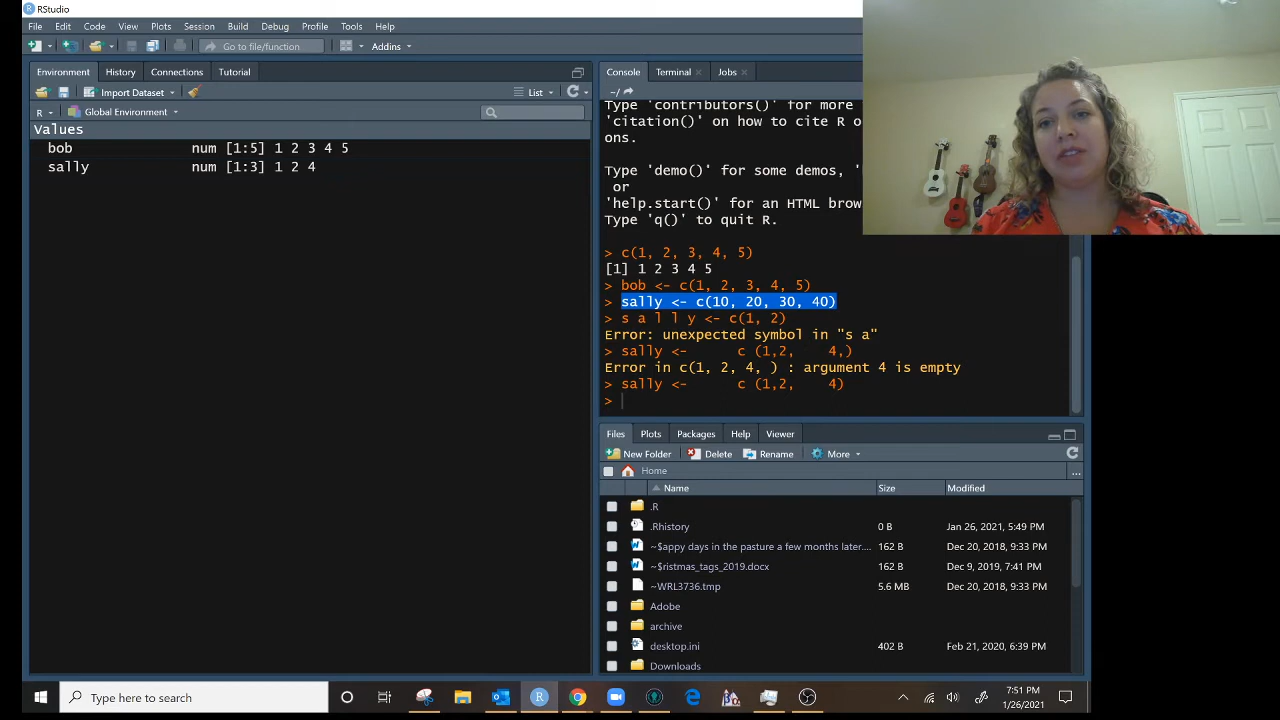 RStudio
File Edit Code View Plots Session Build Debug Profile Tools Help
Go to file/function Addins
Environment History Connections Tutorial
Import Dataset List
R Global Environment
Values
bob num [1:5] 1 2 3 4 5
sally num [1:3] 1 2 4
Console Terminal Jobs
~/
Type 'contributors()' for more
'citation()' on how to cite R o
ons.
Type 'demo()' for some demos, '
or
'help.start()' for an HTML brow
Type 'q()' to quit R.
> c(1, 2, 3, 4, 5)
[1] 1 2 3 4 5
> bob <- c(1, 2, 3, 4, 5)
> sally <- c(10, 20, 30, 40)
> s a l l y <- c(1, 2)
Error: unexpected symbol in "s a"
> sally <-      c (1,2,    4,)
Error in c(1, 2, 4, ) : argument 4 is empty
> sally <-      c (1,2,    4)
>
Files Plots Packages Help Viewer
New Folder Delete Rename More
Home ...
Name Size Modified
.R
.Rhistory 0 B Jan 26, 2021, 5:49 PM
~$appy days in the pasture a few months later.... 162 B Dec 20, 2018, 9:33 PM
~$ristmas_tags_2019.docx 162 B Dec 9, 2019, 7:41 PM
~WRL3736.tmp 5.6 MB Dec 20, 2018, 9:33 PM
Adobe
archive
desktop.ini 402 B Feb 21, 2020, 6:39 PM
Downloads
Type here to search
7:51 PM
1/26/2021